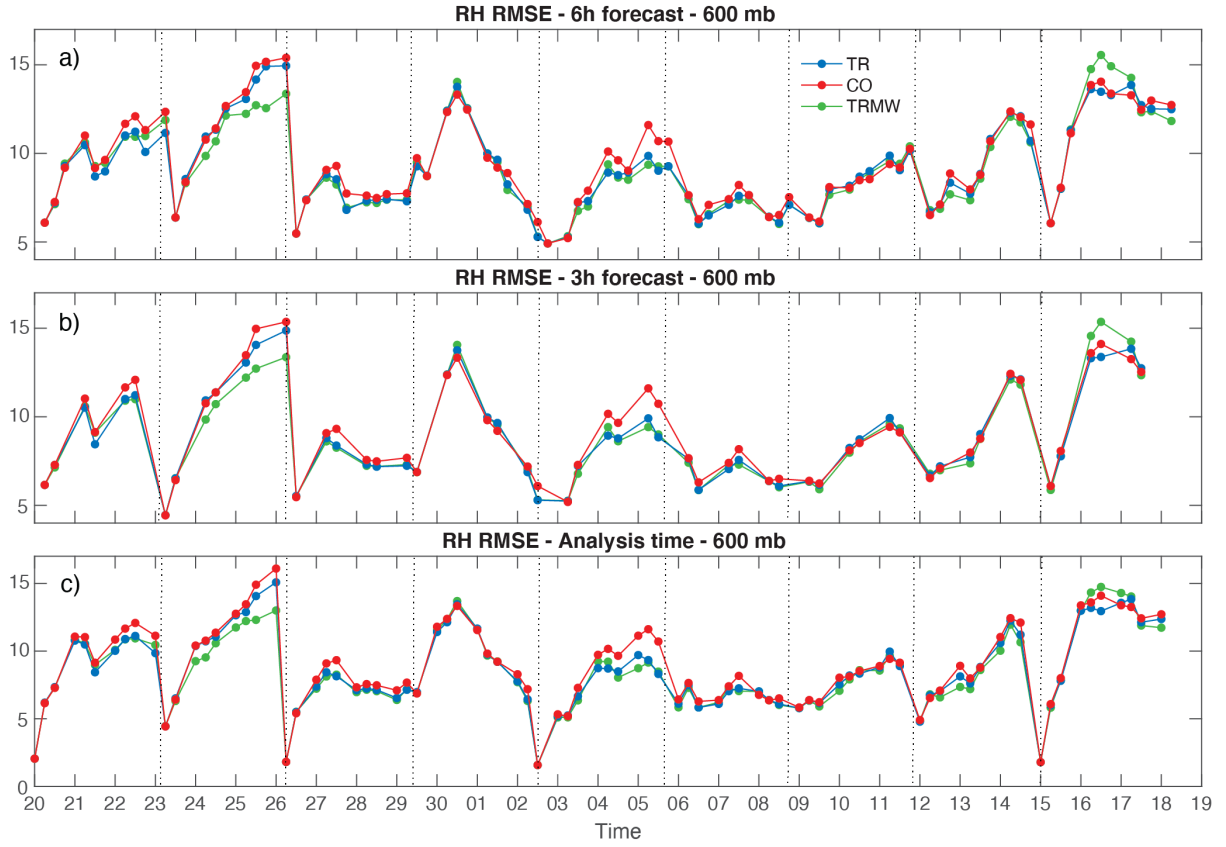 RH RMSE - 6h forecast - 600 mb
a)
15
10
5
TR
CO
TRMW
RH RMSE - 3h forecast - 600 mb
b)
15
10
5
RH RMSE - Analysis time - 600 mb
c)
15
10
5
0
20 21 22 23 24 25 26 27 28 29 30 01 02 03 04 05 06 07 08 09 10 11 12 13 14 15 16 17 18 19
Time